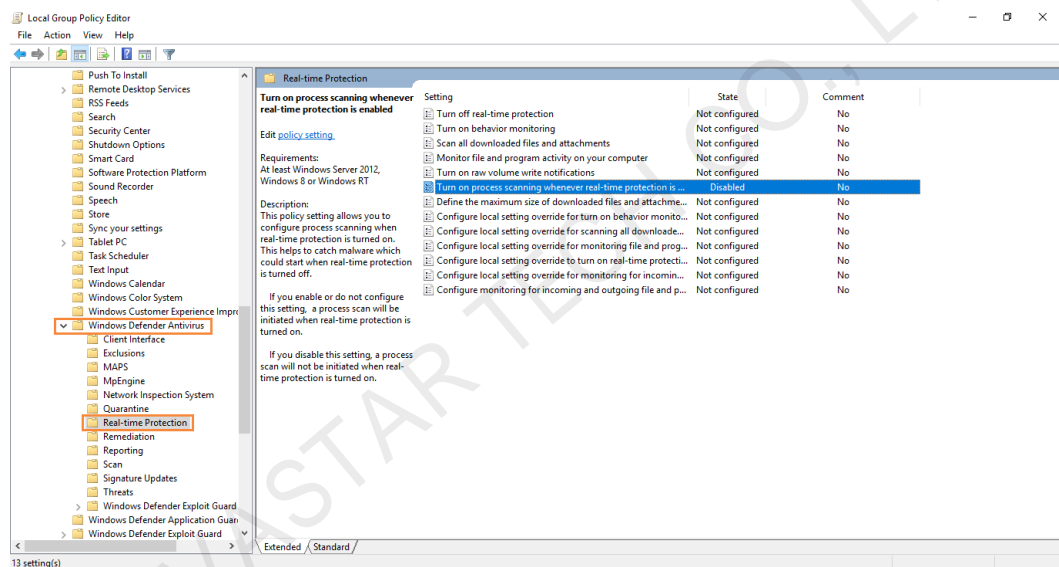 Local Group Policy Editor
File Action View Help
Push To Install
Remote Desktop Services
RSS Feeds
Search
Security Center
Shutdown Options
Smart Card
Software Protection Platform
Sound Recorder
Speech
Store
Sync your settings
Tablet PC
Task Scheduler
Text Input
Windows Calendar
Windows Color System
Windows Customer Experience Impro
Windows Defender Antivirus
Client Interface
Exclusions
MAPS
MpEngine
Network Inspection System
Quarantine
Real-time Protection
Remediation
Reporting
Scan
Signature Updates
Threats
Windows Defender Exploit Guard
Windows Defender Application Guar
Windows Defender Exploit Guard
Real-time Protection
Turn on process scanning whenever
real-time protection is enabled
Edit policy setting
Requirements:
At least Windows Server 2012,
Windows 8 or Windows RT
Description:
This policy setting allows you to
configure process scanning when
real-time protection is turned on.
This helps to catch malware which
could start when real-time protection
is turned off.
If you enable or do not configure
this setting, a process scan will be
initiated when real-time protection is
turned on.
If you disable this setting, a process
scan will not be initiated when real-
time protection is turned on.
Setting State Comment
Turn off real-time protection Not configured No
Turn on behavior monitoring Not configured No
Scan all downloaded files and attachments Not configured No
Monitor file and program activity on your computer Not configured No
Turn on raw volume write notifications Not configured No
Turn on process scanning whenever real-time protection is ... Disabled No
Define the maximum size of downloaded files and attachme... Not configured No
Configure local setting override for turn on behavior monito... Not configured No
Configure local setting override for scanning all downloade... Not configured No
Configure local setting override for monitoring file and prog... Not configured No
Configure local setting override to turn on real-time protecti... Not configured No
Configure local setting override for monitoring for incomin... Not configured No
Configure monitoring for incoming and outgoing file and p... Not configured No
Extended Standard
13 setting(s)
VASTAR TECH CO., L